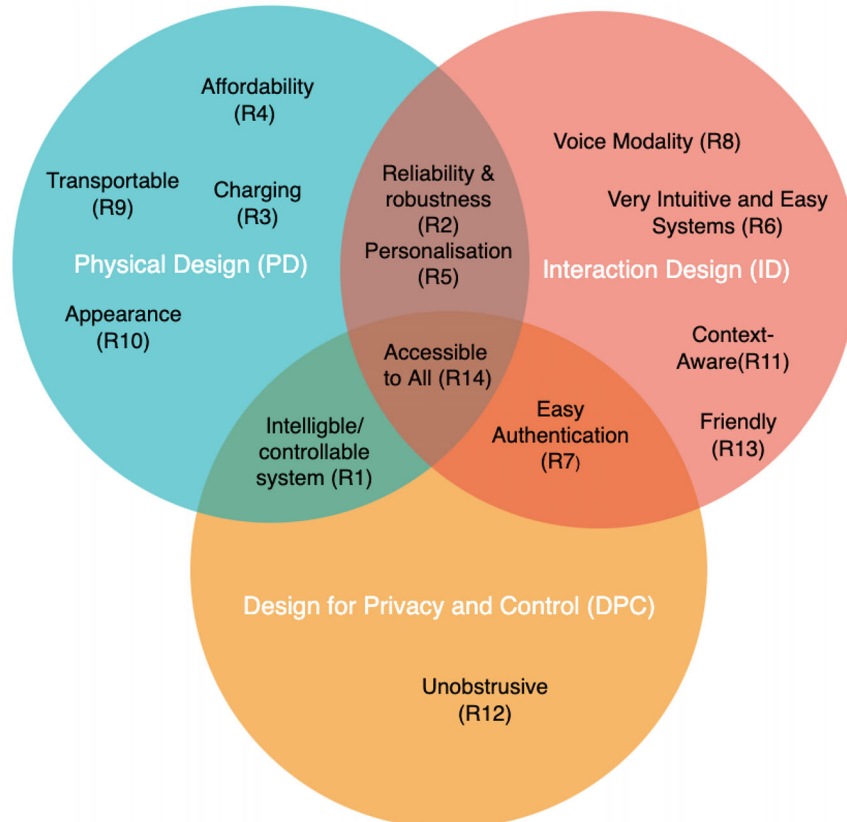 Affordability
(R4)
Transportable
(R9)
Charging
(R3)
Physical Design (PD)
Appearance
(R10)
Reliability &
robustness
(R2)
Personalisation
(R5)
Voice Modality (R8)
Very Intuitive and Easy
Systems (R6)
Interaction Design (ID)
Context-
Aware(R11)
Friendly
(R13)
Accessible
to All (R14)
Intelligble/
controllable
system (R1)
Easy
Authentication
(R7)
Design for Privacy and Control (DPC)
Unobstrusive
(R12)